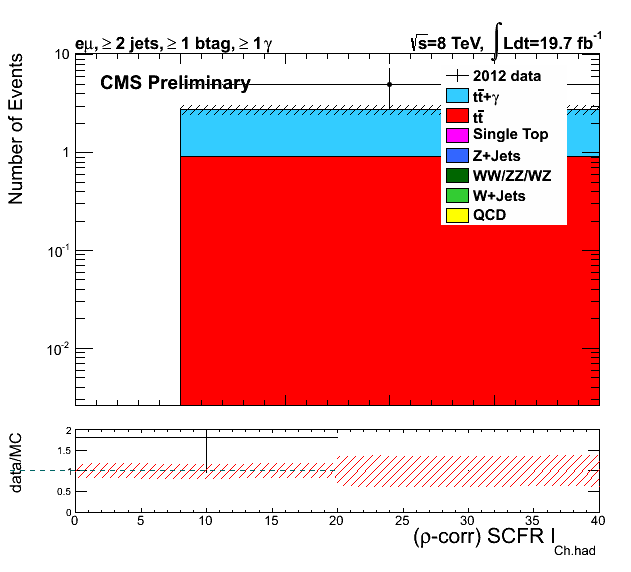 eμ, ≥ 2 jets, ≥ 1 btag, ≥ 1 γ
√s=8 TeV, ∫ Ldt=19.7 fb⁻¹
CMS Preliminary
Number of Events
10
1
10⁻¹
10⁻²
2012 data
tt̄+γ
tt̄
Single Top
Z+Jets
WW/ZZ/WZ
W+Jets
QCD
data/MC
2
1.5
1
0.5
0
0 5 10 15 20 25 30 35 40
(ρ-corr) SCFR I Ch.had